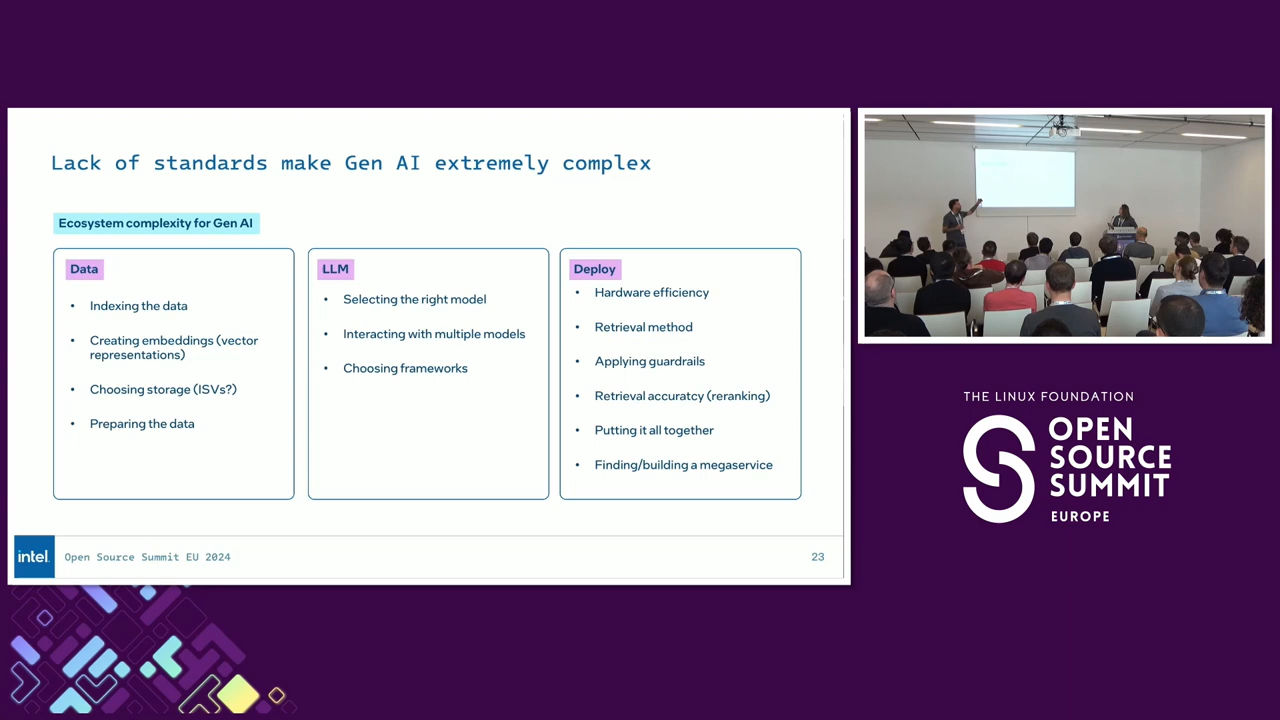 Lack of standards make Gen AI extremely complex
Ecosystem complexity for Gen AI
Data
• Indexing the data
• Creating embeddings (vector
representations)
• Choosing storage (ISVs?)
• Preparing the data
LLM
• Selecting the right model
• Interacting with multiple models
• Choosing frameworks
Deploy
• Hardware efficiency
• Retrieval method
• Applying guardrails
• Retrieval accuratcy (reranking)
• Putting it all together
• Finding/building a megaservice
intel.
Open Source Summit EU 2024
23
THE LINUX FOUNDATION
OPEN
SOURCE
SUMMIT
EUROPE